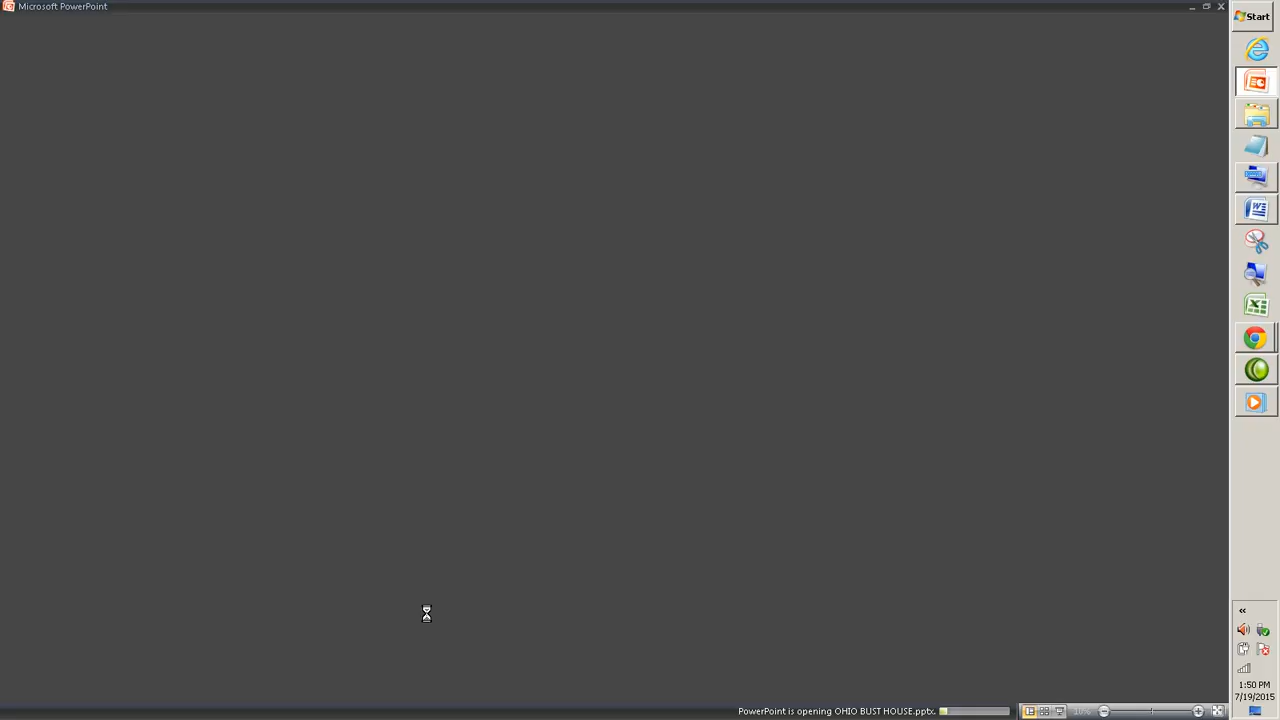 Microsoft PowerPoint
Start
PowerPoint is opening OHIO BUST HOUSE.pptx.
1:50 PM
7/19/2015